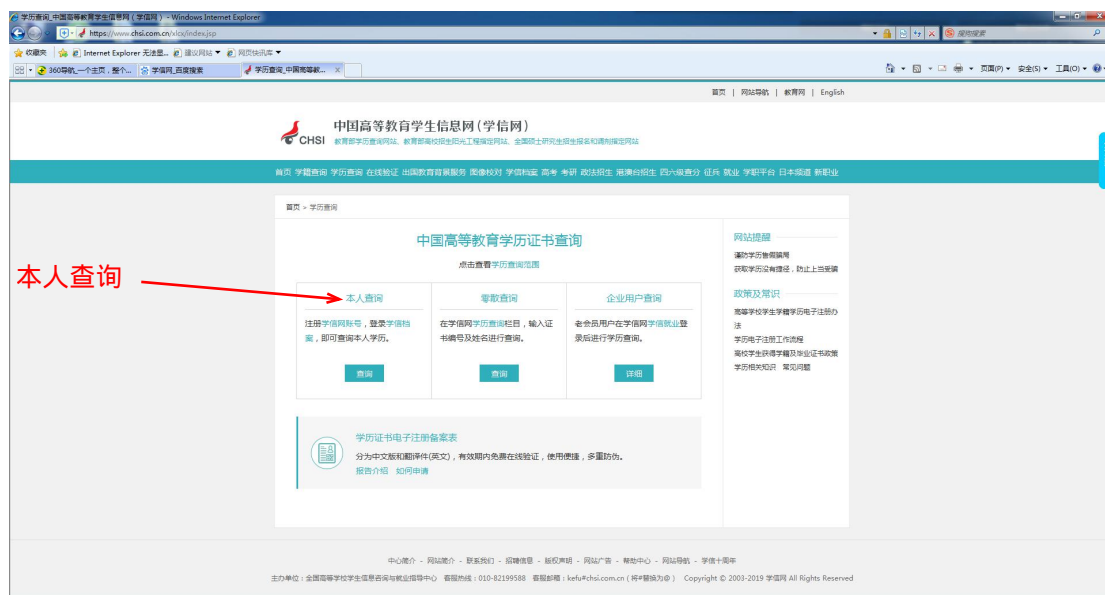 学历查询_中国高等教育学生信息网（学信网） - Windows Internet Explorer
https://www.chsi.com.cn/xlcx/index.jsp
搜狗搜索
收藏夹 Internet Explorer 无法显... 建议网站 网页快讯库
360导航_一个主页，整个... 学信网_百度搜索 学历查询_中国高等教... X
页面(P) 安全(S) 工具(O)
首页 | 网站导航 | 教育网 | English
中国高等教育学生信息网(学信网)
CHSI 教育部学历查询网站、教育部高校招生阳光工程指定网站、全国硕士研究生招生报名和调剂指定网站
首页 学籍查询 学历查询 在线验证 出国教育背景服务 图像校对 学信档案 高考 考研 政法招生 港澳台招生 四六级查分 征兵 就业 学职平台 日本频道 新职业
首页 > 学历查询
中国高等教育学历证书查询
点击查看学历查询范围
本人查询
本人查询
注册学信网账号，登录学信档
案，即可查询本人学历。
查询
零散查询
在学信网学历查询栏目，输入证
书编号及姓名进行查询。
查询
企业用户查询
老会员用户在学信网学信就业登
录后进行学历查询。
详细
网站提醒
谨防学历售假骗局
获取学历没有捷径，防止上当受骗
政策及常识
高等学校学生学籍学历电子注册办
法
学历电子注册工作流程
高校学生获得学籍及毕业证书政策
学历相关知识 常见问题
学历证书电子注册备案表
分为中文版和翻译件(英文)，有效期内免费在线验证，使用便捷，多重防伪。
报告介绍 如何申请
中心简介 - 网站简介 - 联系我们 - 招聘信息 - 版权声明 - 网站广告 - 帮助中心 - 网站导航 - 学信十周年
主办单位：全国高等学校学生信息咨询与就业指导中心 客服热线：010-82199588 客服邮箱：kefu#chsi.com.cn（将#替换为@） Copyright © 2003-2019 学信网 All Rights Reserved